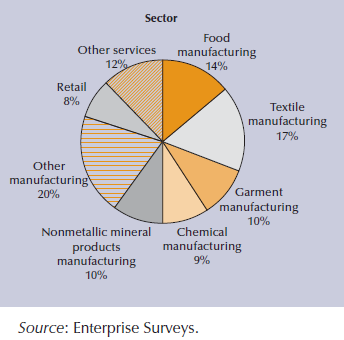 Sector
Food
manufacturing
14%
Textile
manufacturing
17%
Garment
manufacturing
10%
Chemical
manufacturing
9%
Nonmetallic mineral
products
manufacturing
10%
Other
manufacturing
20%
Retail
8%
Other services
12%
Source: Enterprise Surveys.